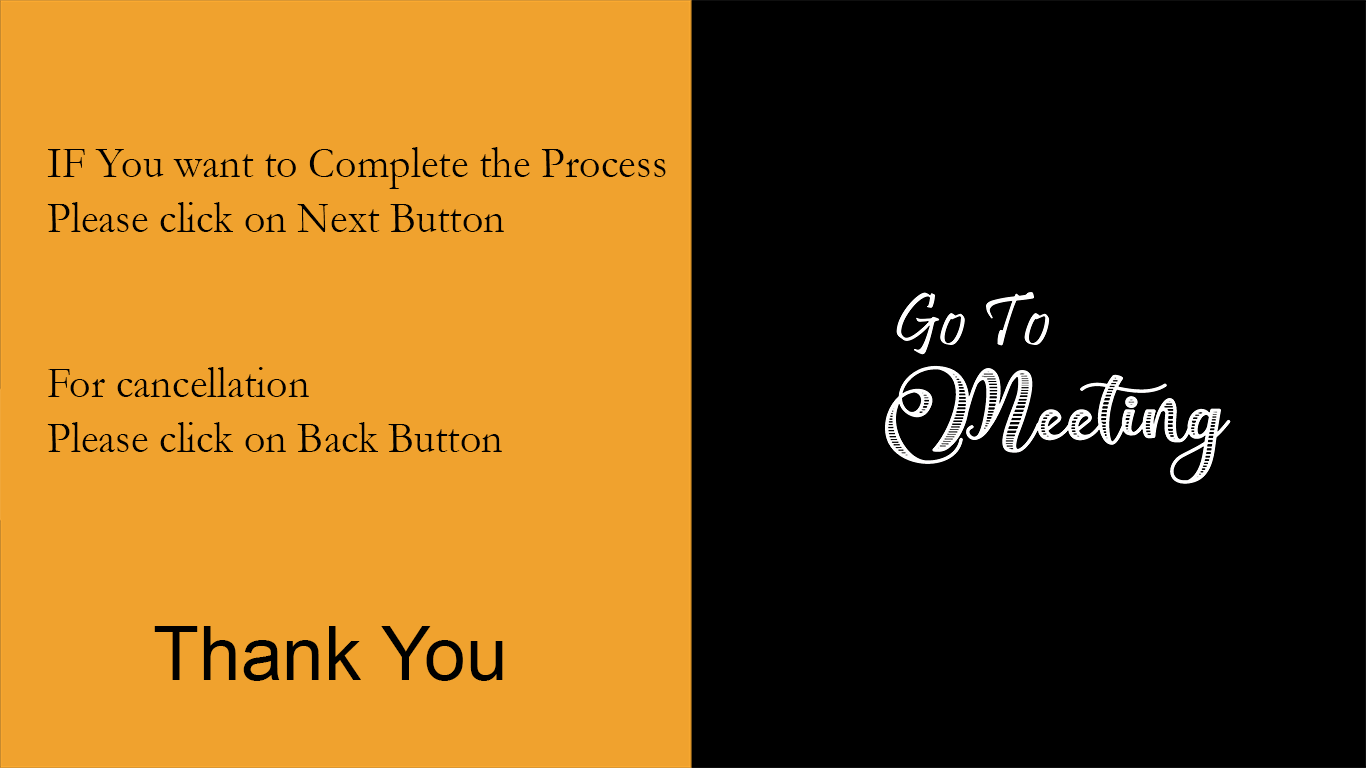 IF You want to Complete the Process
Please click on Next Button
For cancellation
Please click on Back Button
Thank You
Go To
Meeting